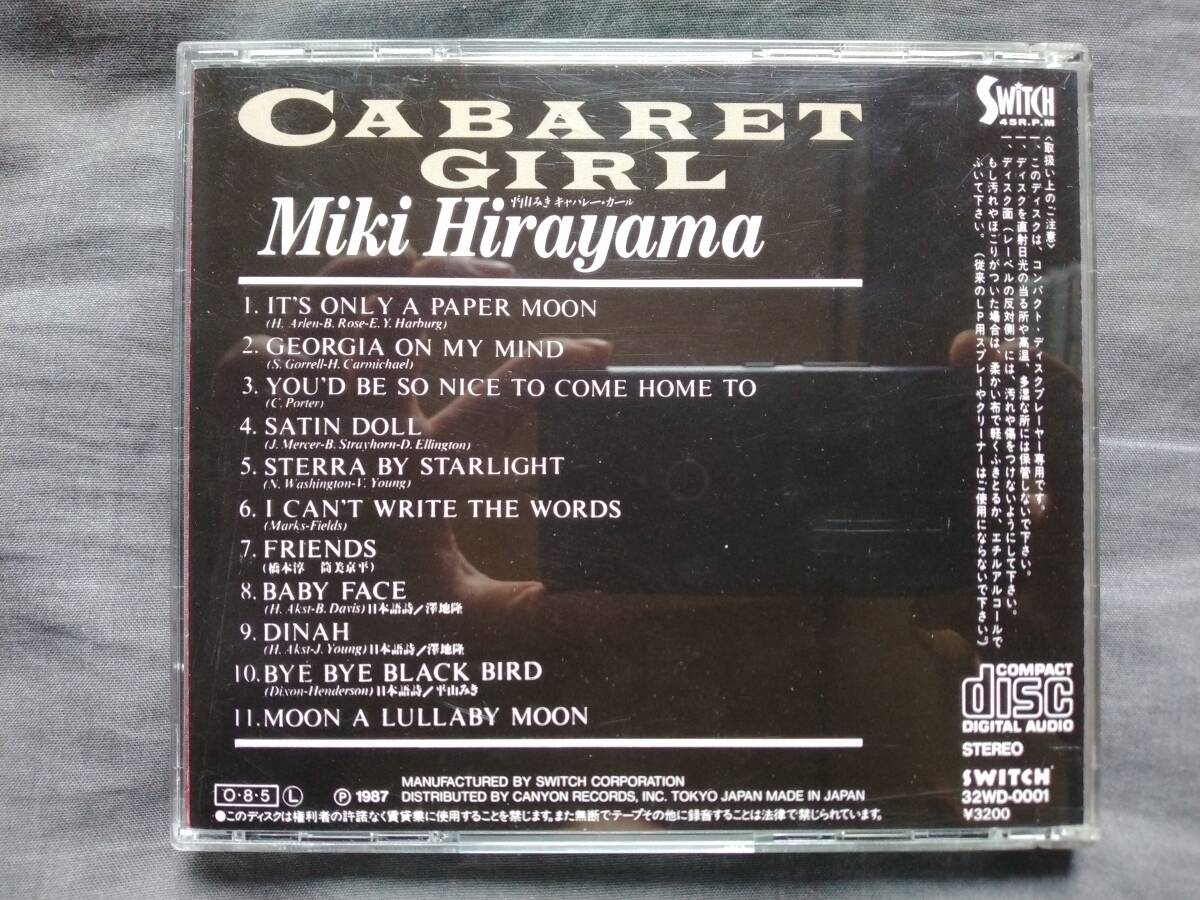 CABARET
GIRL
平山みき キャバレー・ガール
Miki Hirayama
1. IT'S ONLY A PAPER MOON
(H. Arlen-B. Rose-E.Y. Harburg)
2. GEORGIA ON MY MIND
(S. Gorrell-H. Carmichael)
3. YOU'D BE SO NICE TO COME HOME TO
(C. Porter)
4. SATIN DOLL
(J. Mercer-B. Strayhorn-D. Ellington)
5. STERRA BY STARLIGHT
(N. Washington-V. Young)
6. I CAN'T WRITE THE WORDS
(Marks-Fields)
7. FRIENDS
(橋本淳 筒美京平)
8. BABY FACE
(H. Akst-B. Davis) 日本語詩/澤地隆
9. DINAH
(H. Akst-J. Young) 日本語詩/澤地隆
10. BYE BYE BLACK BIRD
(Dixon-Henderson) 日本語詩/平山みき
11. MOON A LULLABY MOON
O·8·5 L ℗ 1987
MANUFACTURED BY SWITCH CORPORATION
DISTRIBUTED BY CANYON RECORDS, INC. TOKYO JAPAN MADE IN JAPAN
●このディスクは権利者の許諾なく賃貸業に使用することを禁じます。また無断でテープその他に録音することは法律で禁じられています。
SWITCH
45R.P.M
〈取扱い上のご注意〉
一、このディスクは、コンパクト・ディスクプレーヤー専用です。
一、ディスクを直射日光の当る所や高温、多湿な所には保管しないで下さい。
一、ディスク面（レーベルの反対側）には、汚れや傷をつけないようにして下さい。
もし汚れやほこりがついた場合は、柔かい布で軽くふきとるか、エチルアルコールで
ふいて下さい。（従来のLP用スプレーやクリーナーはご使用にならないで下さい。）
COMPACT
disc
DIGITAL AUDIO
STEREO
SWITCH
32WD-0001
¥3200